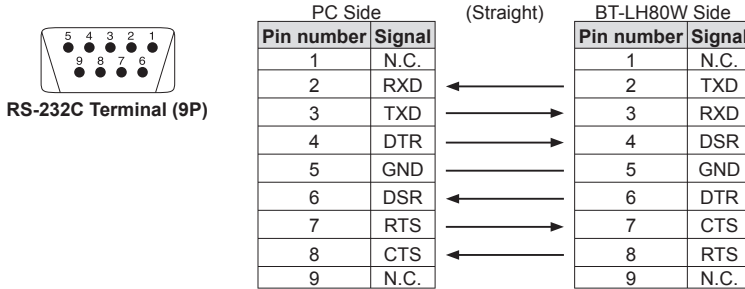 PC Side (Straight) BT-LH80W Side
Pin number Signal Pin number Signal
5 4 3 2 1
9 8 7 6
RS-232C Terminal (9P)
1 N.C. 1 N.C.
2 RXD 2 TXD
3 TXD 3 RXD
4 DTR 4 DSR
5 GND 5 GND
6 DSR 6 DTR
7 RTS 7 CTS
8 CTS 8 RTS
9 N.C. 9 N.C.